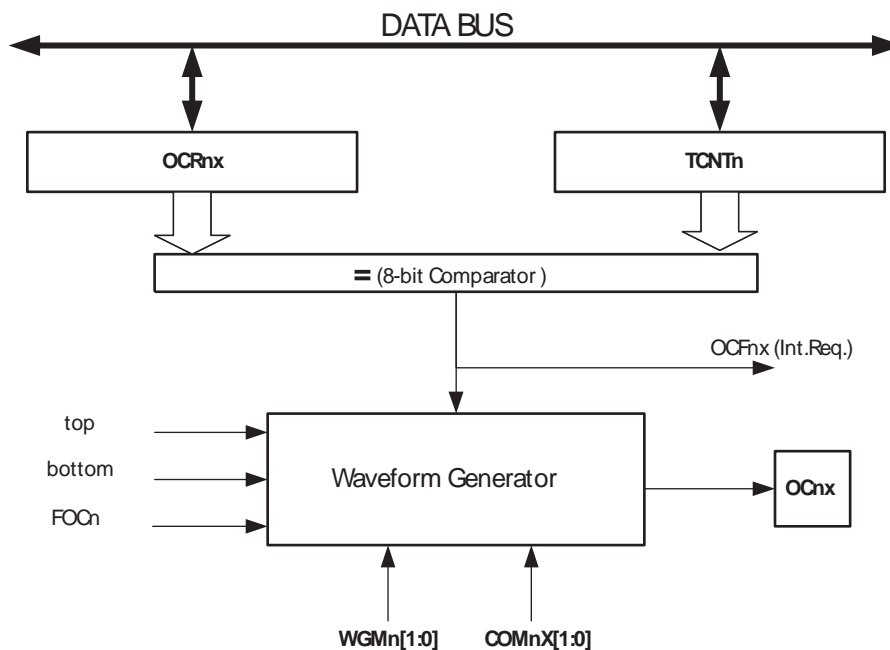 DATA BUS
OCRnx
TCNTn
= (8-bit Comparator )
OCFnx (Int.Req.)
top
bottom
FOCn
Waveform Generator
OCnx
WGMn[1:0]
COMnX[1:0]